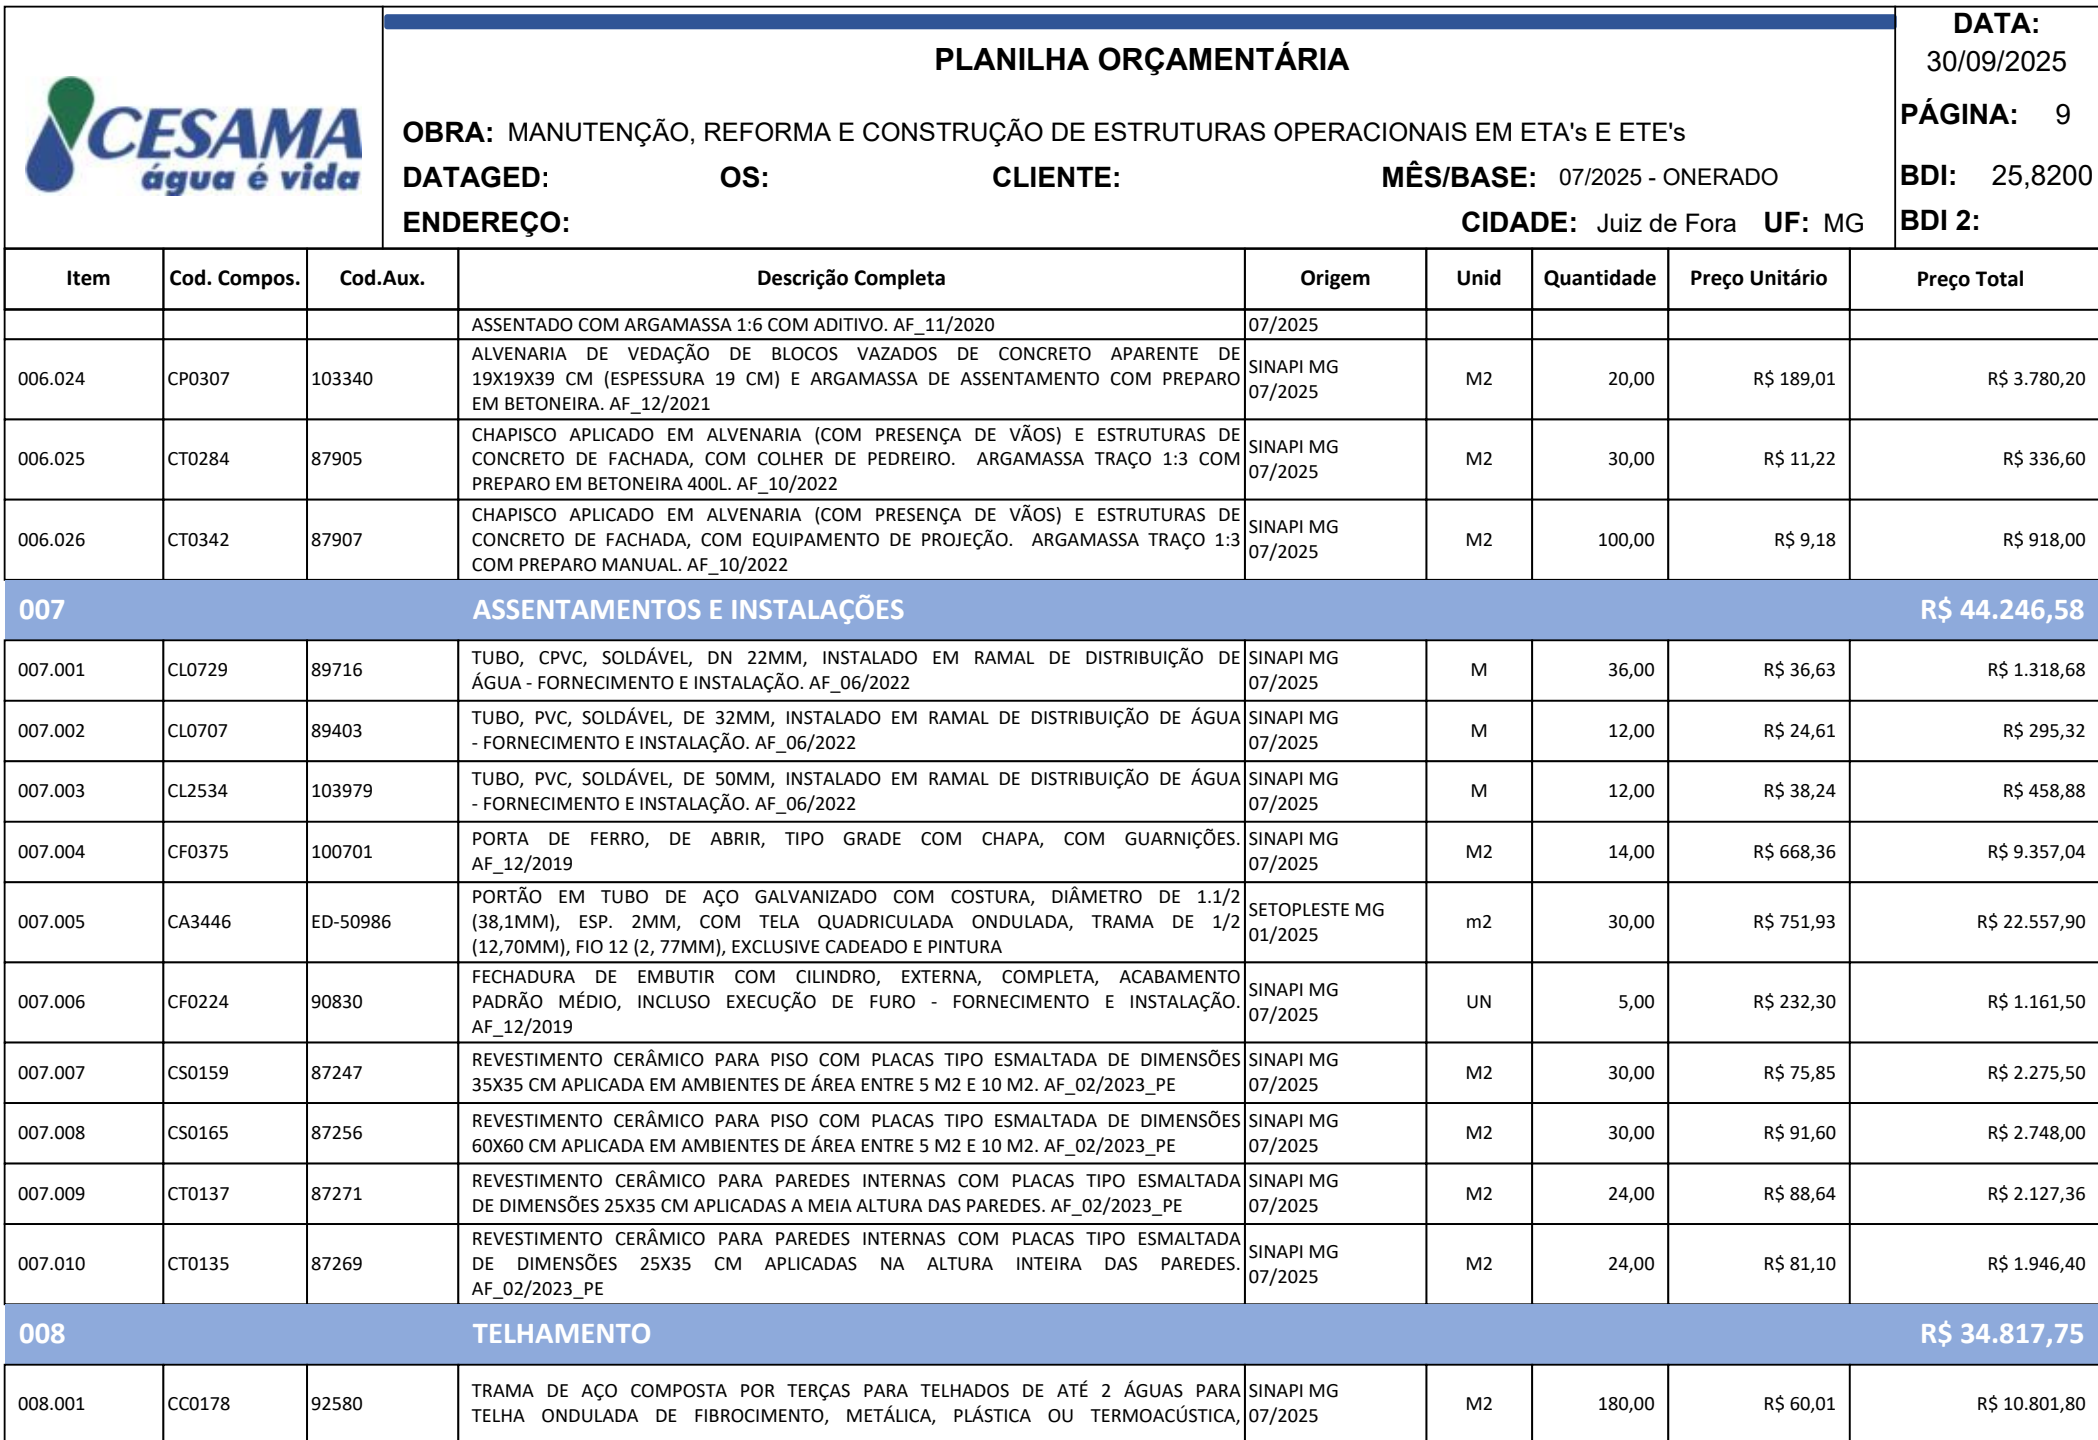 CESAMA
água é vida
PLANILHA ORÇAMENTÁRIA
OBRA: MANUTENÇÃO, REFORMA E CONSTRUÇÃO DE ESTRUTURAS OPERACIONAIS EM ETA's E ETE's
DATAGED: OS: CLIENTE: MÊS/BASE: 07/2025 - ONERADO
ENDEREÇO: CIDADE: Juiz de Fora UF: MG
DATA:
30/09/2025
PÁGINA: 9
BDI: 25,8200
BDI 2:
Item Cod. Compos. Cod.Aux. Descrição Completa Origem Unid Quantidade Preço Unitário Preço Total
ASSENTADO COM ARGAMASSA 1:6 COM ADITIVO. AF_11/2020 07/2025
006.024 CP0307 103340 ALVENARIA DE VEDAÇÃO DE BLOCOS VAZADOS DE CONCRETO APARENTE DE
19X19X39 CM (ESPESSURA 19 CM) E ARGAMASSA DE ASSENTAMENTO COM PREPARO
EM BETONEIRA. AF_12/2021
SINAPI MG
07/2025
M2 20,00 R$ 189,01 R$ 3.780,20
006.025 CT0284 87905 CHAPISCO APLICADO EM ALVENARIA (COM PRESENÇA DE VÃOS) E ESTRUTURAS DE
CONCRETO DE FACHADA, COM COLHER DE PEDREIRO. ARGAMASSA TRAÇO 1:3 COM
PREPARO EM BETONEIRA 400L. AF_10/2022
SINAPI MG
07/2025
M2 30,00 R$ 11,22 R$ 336,60
006.026 CT0342 87907 CHAPISCO APLICADO EM ALVENARIA (COM PRESENÇA DE VÃOS) E ESTRUTURAS DE
CONCRETO DE FACHADA, COM EQUIPAMENTO DE PROJEÇÃO. ARGAMASSA TRAÇO 1:3
COM PREPARO MANUAL. AF_10/2022
SINAPI MG
07/2025
M2 100,00 R$ 9,18 R$ 918,00
007 ASSENTAMENTOS E INSTALAÇÕES R$ 44.246,58
007.001 CL0729 89716 TUBO, CPVC, SOLDÁVEL, DN 22MM, INSTALADO EM RAMAL DE DISTRIBUIÇÃO DE
ÁGUA - FORNECIMENTO E INSTALAÇÃO. AF_06/2022
SINAPI MG
07/2025
M 36,00 R$ 36,63 R$ 1.318,68
007.002 CL0707 89403 TUBO, PVC, SOLDÁVEL, DE 32MM, INSTALADO EM RAMAL DE DISTRIBUIÇÃO DE ÁGUA
- FORNECIMENTO E INSTALAÇÃO. AF_06/2022
SINAPI MG
07/2025
M 12,00 R$ 24,61 R$ 295,32
007.003 CL2534 103979 TUBO, PVC, SOLDÁVEL, DE 50MM, INSTALADO EM RAMAL DE DISTRIBUIÇÃO DE ÁGUA
- FORNECIMENTO E INSTALAÇÃO. AF_06/2022
SINAPI MG
07/2025
M 12,00 R$ 38,24 R$ 458,88
007.004 CF0375 100701 PORTA DE FERRO, DE ABRIR, TIPO GRADE COM CHAPA, COM GUARNIÇÕES.
AF_12/2019
SINAPI MG
07/2025
M2 14,00 R$ 668,36 R$ 9.357,04
007.005 CA3446 ED-50986 PORTÃO EM TUBO DE AÇO GALVANIZADO COM COSTURA, DIÂMETRO DE 1.1/2
(38,1MM), ESP. 2MM, COM TELA QUADRICULADA ONDULADA, TRAMA DE 1/2
(12,70MM), FIO 12 (2, 77MM), EXCLUSIVE CADEADO E PINTURA
SETOPLESTE MG
01/2025
m2 30,00 R$ 751,93 R$ 22.557,90
007.006 CF0224 90830 FECHADURA DE EMBUTIR COM CILINDRO, EXTERNA, COMPLETA, ACABAMENTO
PADRÃO MÉDIO, INCLUSO EXECUÇÃO DE FURO - FORNECIMENTO E INSTALAÇÃO.
AF_12/2019
SINAPI MG
07/2025
UN 5,00 R$ 232,30 R$ 1.161,50
007.007 CS0159 87247 REVESTIMENTO CERÂMICO PARA PISO COM PLACAS TIPO ESMALTADA DE DIMENSÕES
35X35 CM APLICADA EM AMBIENTES DE ÁREA ENTRE 5 M2 E 10 M2. AF_02/2023_PE
SINAPI MG
07/2025
M2 30,00 R$ 75,85 R$ 2.275,50
007.008 CS0165 87256 REVESTIMENTO CERÂMICO PARA PISO COM PLACAS TIPO ESMALTADA DE DIMENSÕES
60X60 CM APLICADA EM AMBIENTES DE ÁREA ENTRE 5 M2 E 10 M2. AF_02/2023_PE
SINAPI MG
07/2025
M2 30,00 R$ 91,60 R$ 2.748,00
007.009 CT0137 87271 REVESTIMENTO CERÂMICO PARA PAREDES INTERNAS COM PLACAS TIPO ESMALTADA
DE DIMENSÕES 25X35 CM APLICADAS A MEIA ALTURA DAS PAREDES. AF_02/2023_PE
SINAPI MG
07/2025
M2 24,00 R$ 88,64 R$ 2.127,36
007.010 CT0135 87269 REVESTIMENTO CERÂMICO PARA PAREDES INTERNAS COM PLACAS TIPO ESMALTADA
DE DIMENSÕES 25X35 CM APLICADAS NA ALTURA INTEIRA DAS PAREDES.
AF_02/2023_PE
SINAPI MG
07/2025
M2 24,00 R$ 81,10 R$ 1.946,40
008 TELHAMENTO R$ 34.817,75
008.001 CC0178 92580 TRAMA DE AÇO COMPOSTA POR TERÇAS PARA TELHADOS DE ATÉ 2 ÁGUAS PARA
TELHA ONDULADA DE FIBROCIMENTO, METÁLICA, PLÁSTICA OU TERMOACÚSTICA,
SINAPI MG
07/2025
M2 180,00 R$ 60,01 R$ 10.801,80